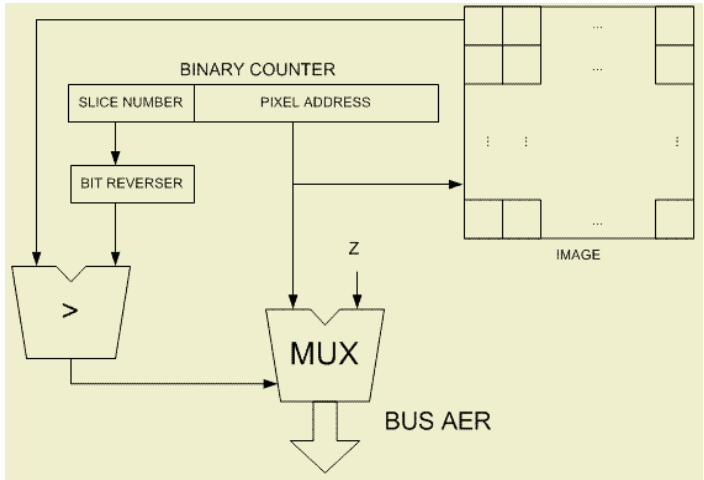 ...
...
BINARY COUNTER
SLICE NUMBER
PIXEL ADDRESS
...
...
...
BIT REVERSER
...
IMAGE
Z
>
MUX
BUS AER